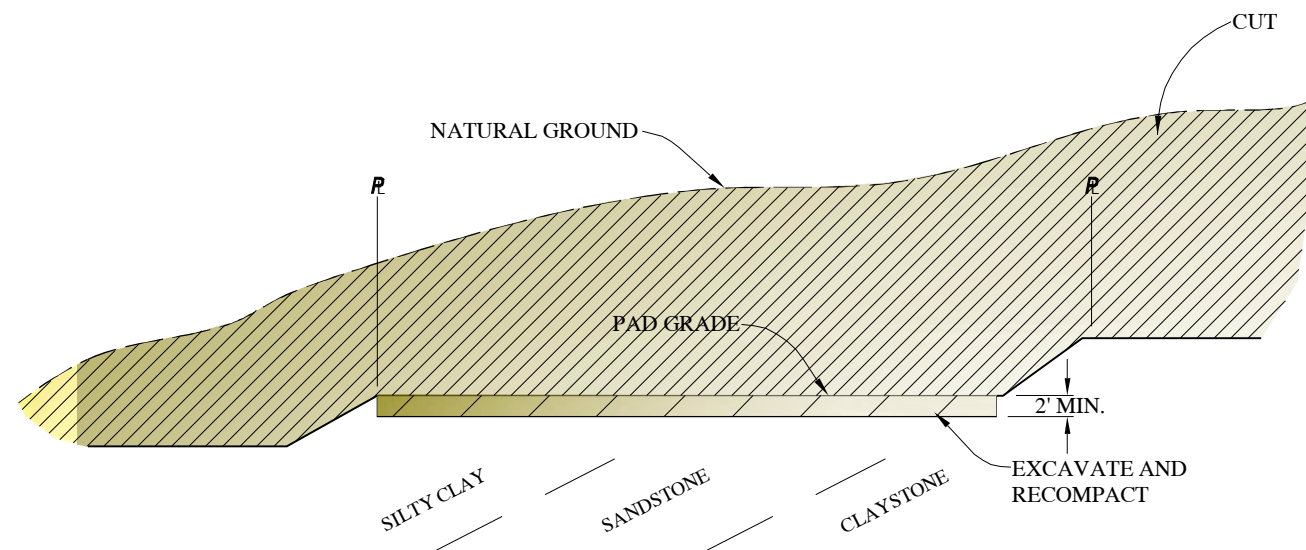 CUT
NATURAL GROUND
PL
PL
PAD GRADE
2' MIN.
EXCAVATE AND
RECOMPACT
SILTY CLAY
SANDSTONE
CLAYSTONE